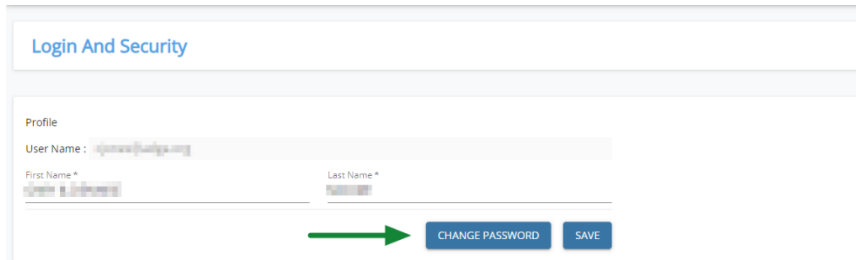 Login And Security
Profile
User Name :
First Name *
Last Name *
CHANGE PASSWORD
SAVE